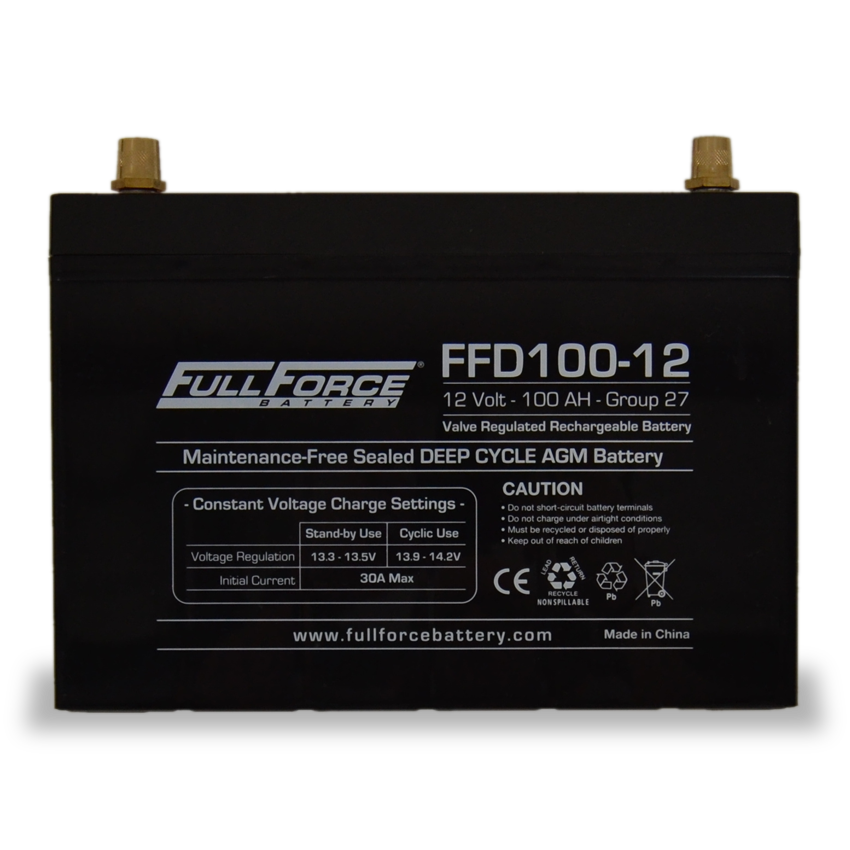 FULLFORCE®
BATTERY
FFD100-12
12 Volt - 100 AH - Group 27
Valve Regulated Rechargeable Battery
Maintenance-Free Sealed DEEP CYCLE AGM Battery
- Constant Voltage Charge Settings -
Stand-by Use Cyclic Use
Voltage Regulation 13.3 - 13.5V 13.9 - 14.2V
Initial Current 30A Max
CAUTION
• Do not short-circuit battery terminals
• Do not charge under airtight conditions
• Must be recycled or disposed of properly
• Keep out of reach of children
CE
LEAD RETURN
RECYCLE
NONSPILLABLE
Pb
Pb
www.fullforcebattery.com
Made in China